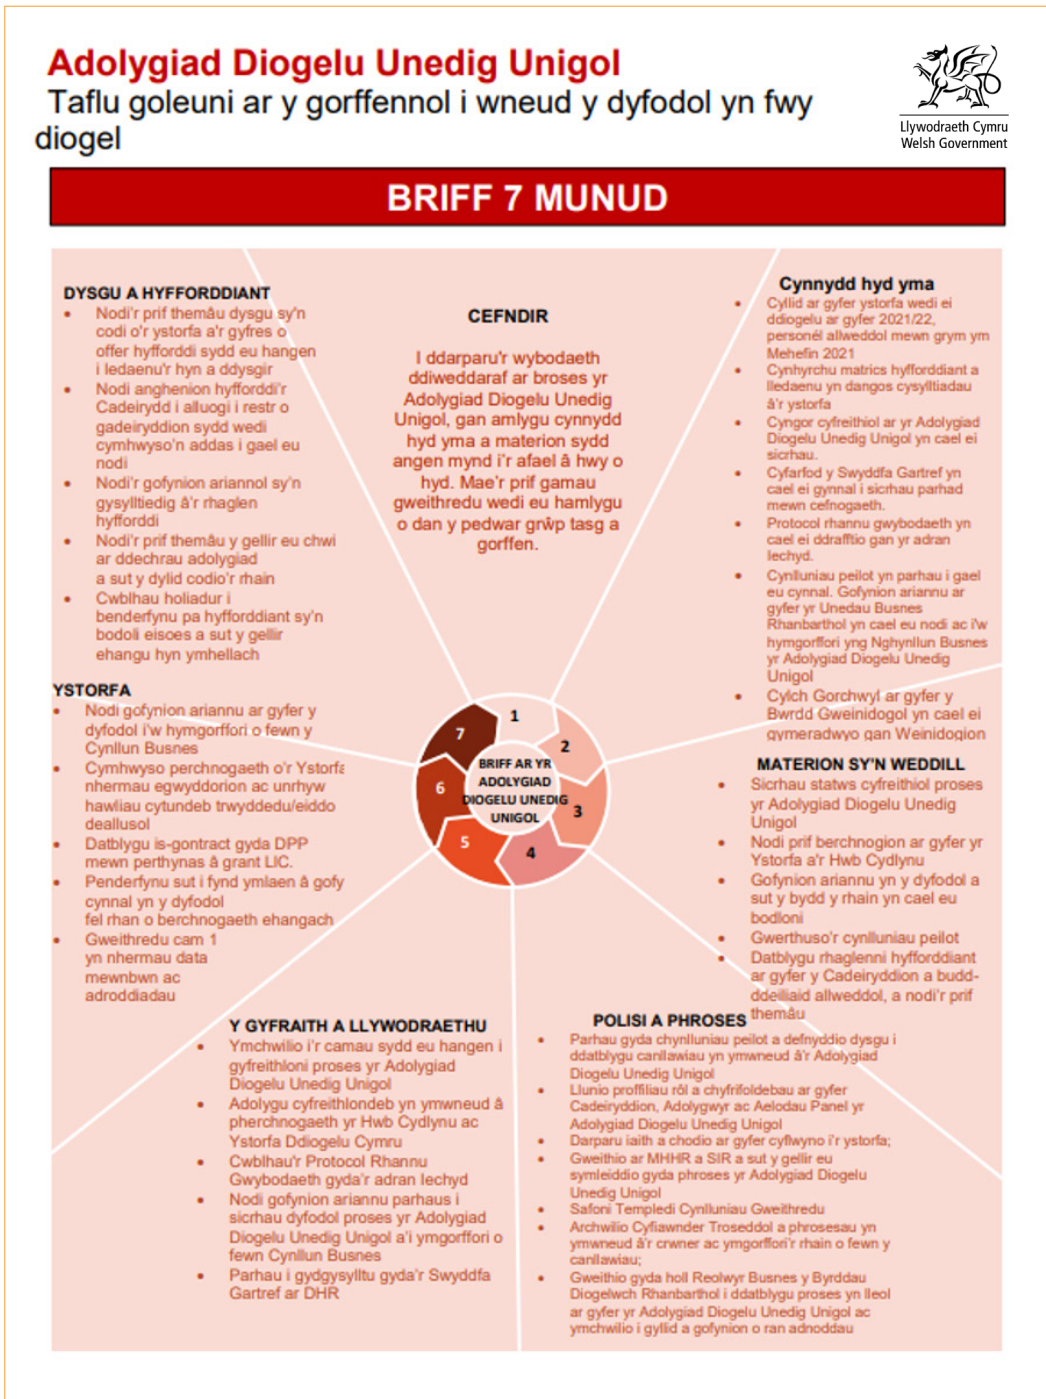 Adolygiad Diogelu Unedig Unigol
Taflu goleuni ar y gorffennol i wneud y dyfodol yn fwy
diogel
Llywodraeth Cymru
Welsh Government
BRIFF 7 MUNUD
CEFNDIR
I ddarparu'r wybodaeth
ddiweddaraf ar broses yr
Adolygiad Diogelu Unedig
Unigol, gan amlygu cynnydd
hyd yma a materion sydd
angen mynd i'r afael â hwy o
hyd. Mae'r prif gamau
gweithredu wedi eu hamlygu
o dan y pedwar grŵp tasg a
gorffen.
Cynnydd hyd yma
• Cyllid ar gyfer ystorfa wedi ei
ddiogelu ar gyfer 2021/22,
personél allweddol mewn grym ym
Mehefin 2021
• Cynhyrchu matrics hyfforddiant a
lledaenu yn dangos cysylltiadau
â'r ystorfa
• Cyngor cyfreithiol ar yr Adolygiad
Diogelu Unedig Unigol yn cael ei
sicrhau.
• Cyfarfod y Swyddfa Gartref yn
cael ei gynnal i sicrhau parhad
mewn cefnogaeth.
• Protocol rhannu gwybodaeth yn
cael ei ddrafftio gan yr adran
Iechyd.
• Cynlluniau peilot yn parhau i gael
eu cynnal. Gofynion ariannu ar
gyfer yr Unedau Busnes
Rhanbarthol yn cael eu nodi ac i'w
hymgorffori yng Nghynllun Busnes
yr Adolygiad Diogelu Unedig
Unigol
• Cylch Gorchwyl ar gyfer y
Bwrdd Gweinidogol yn cael ei
gymeradwyo gan Weinidogion
MATERION SY'N WEDDILL
• Sicrhau statws cyfreithiol proses
yr Adolygiad Diogelu Unedig
Unigol
• Nodi prif berchnogion ar gyfer yr
Ystorfa a'r Hwb Cydlynu
• Gofynion ariannu yn y dyfodol a
sut y bydd y rhain yn cael eu
bodloni
• Gwerthuso'r cynlluniau peilot
• Datblygu rhaglenni hyfforddiant
ar gyfer y Cadeiryddion a budd-
ddeiliaid allweddol, a nodi'r prif
themâu
POLISI A PHROSES
• Parhau gyda chynlluniau peilot a defnyddio dysgu i
ddatblygu canllawiau yn ymwneud â'r Adolygiad
Diogelu Unedig Unigol
• Llunio proffiliau rôl a chyfrifoldebau ar gyfer
Cadeiryddion, Adolygwyr ac Aelodau Panel yr
Adolygiad Diogelu Unedig Unigol
• Darparu iaith a chodio ar gyfer cyflwyno i'r ystorfa;
• Gweithio ar MHHR a SIR a sut y gellir eu
symleiddio gyda phroses yr Adolygiad Diogelu
Unedig Unigol
• Safoni Templedi Cynlluniau Gweithredu
• Archwilio Cyfiawnder Troseddol a phrosesau yn
ymwneud â'r crwner ac ymgorffori'r rhain o fewn y
canllawiau;
• Gweithio gyda holl Reolwyr Busnes y Byrddau
Diogelwch Rhanbarthol i ddatblygu proses yn lleol
ar gyfer yr Adolygiad Diogelu Unedig Unigol ac
ymchwilio i gyllid a gofynion o ran adnoddau
Y GYFRAITH A LLYWODRAETHU
• Ymchwilio i'r camau sydd eu hangen i
gyfreithloni proses yr Adolygiad
Diogelu Unedig Unigol
• Adolygu cyfreithlondeb yn ymwneud â
pherchnogaeth yr Hwb Cydlynu ac
Ystorfa Ddiogelu Cymru
• Cwblhau'r Protocol Rhannu
Gwybodaeth gyda'r adran Iechyd
• Nodi gofynion ariannu parhaus i
sicrhau dyfodol proses yr Adolygiad
Diogelu Unedig Unigol a'i ymgorffori o
fewn Cynllun Busnes
• Parhau i gydgysylltu gyda'r Swyddfa
Gartref ar DHR
YSTORFA
• Nodi gofynion ariannu ar gyfer y
dyfodol i'w hymgorffori o fewn y
Cynllun Busnes
• Cymhwyso perchnogaeth o'r Ystorfa
nhermau egwyddorion ac unrhyw
hawliau cytundeb trwyddedu/eiddo
deallusol
• Datblygu is-gontract gyda DPP
mewn perthynas â grant LlC.
• Penderfynu sut i fynd ymlaen â gofy
cynnal yn y dyfodol
fel rhan o berchnogaeth ehangach
• Gweithredu cam 1
yn nhermau data
mewnbwn ac
adroddiadau
DYSGU A HYFFORDDIANT
• Nodi'r prif themâu dysgu sy'n
codi o'r ystorfa a'r gyfres o
offer hyfforddi sydd eu hangen
i ledaenu'r hyn a ddysgir
• Nodi anghenion hyfforddi'r
Cadeirydd i alluogi i restr o
gadeiryddion sydd wedi
cymhwyso'n addas i gael eu
nodi
• Nodi'r gofynion ariannol sy'n
gysylltiedig â'r rhaglen
hyfforddi
• Nodi'r prif themâu y gellir eu chwi
ar ddechrau adolygiad
a sut y dylid codio'r rhain
• Cwblhau holiadur i
benderfynu pa hyfforddiant sy'n
bodoli eisoes a sut y gellir
ehangu hyn ymhellach
1
2
3
4
5
6
7
BRIFF AR YR
ADOLYGIAD
DIOGELU UNEDIG
UNIGOL